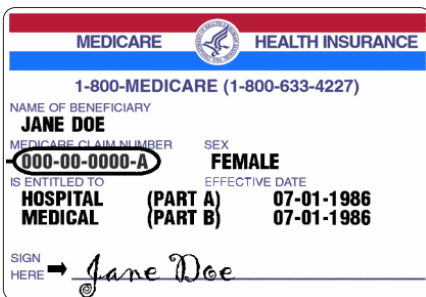 MEDICARE HEALTH INSURANCE
1-800-MEDICARE (1-800-633-4227)
NAME OF BENEFICIARY
JANE DOE
MEDICARE CLAIM NUMBER SEX
000-00-0000-A FEMALE
IS ENTITLED TO EFFECTIVE DATE
HOSPITAL (PART A) 07-01-1986
MEDICAL (PART B) 07-01-1986
SIGN
HERE Jane Doe